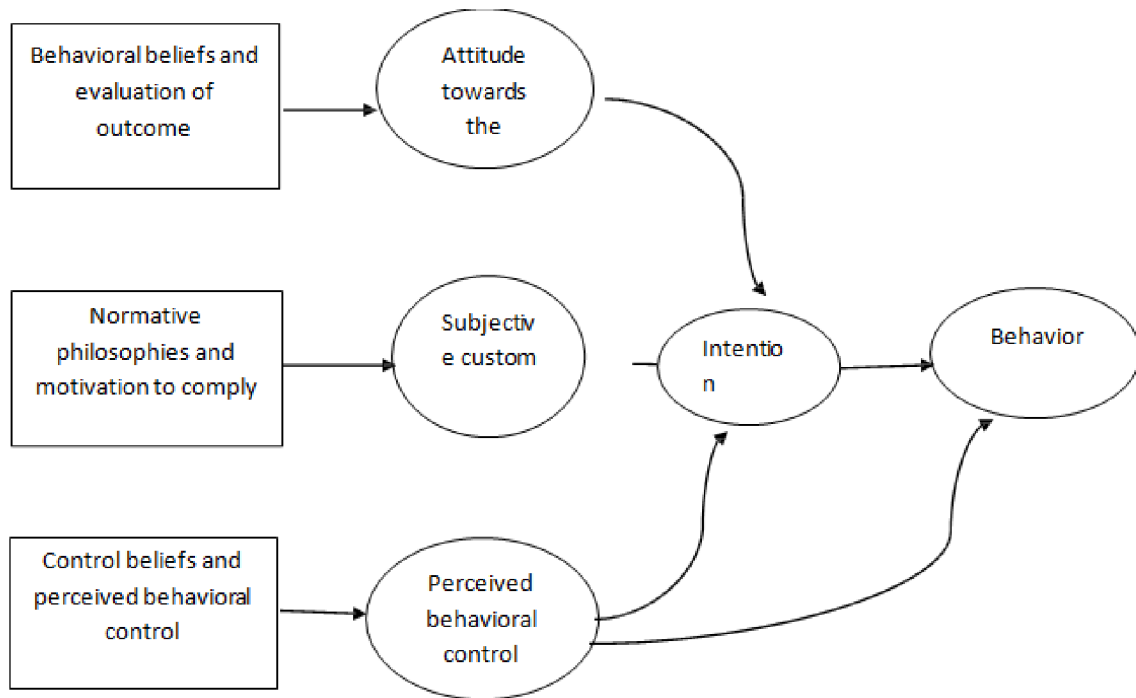 Behavioral beliefs and
evaluation of
outcome
Attitude
towards
the
Normative
philosophies and
motivation to comply
Subjectiv
e custom
Intentio
n
Behavior
Control beliefs and
perceived behavioral
control
Perceived
behavioral
control